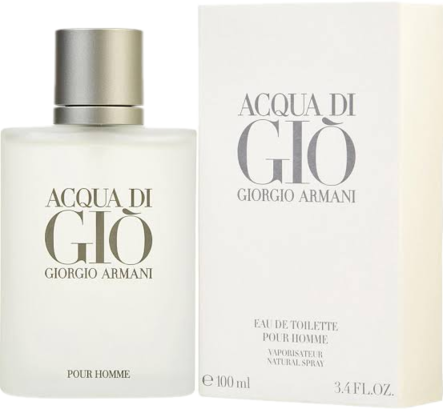 ACQUA DI
GIÒ
GIORGIO ARMANI
POUR HOMME
ACQUA DI
GIÒ
GIORGIO ARMANI
EAU DE TOILETTE
POUR HOMME
VAPORISATEUR
NATURAL SPRAY
℮ 100 ml 3.4 FL.OZ.